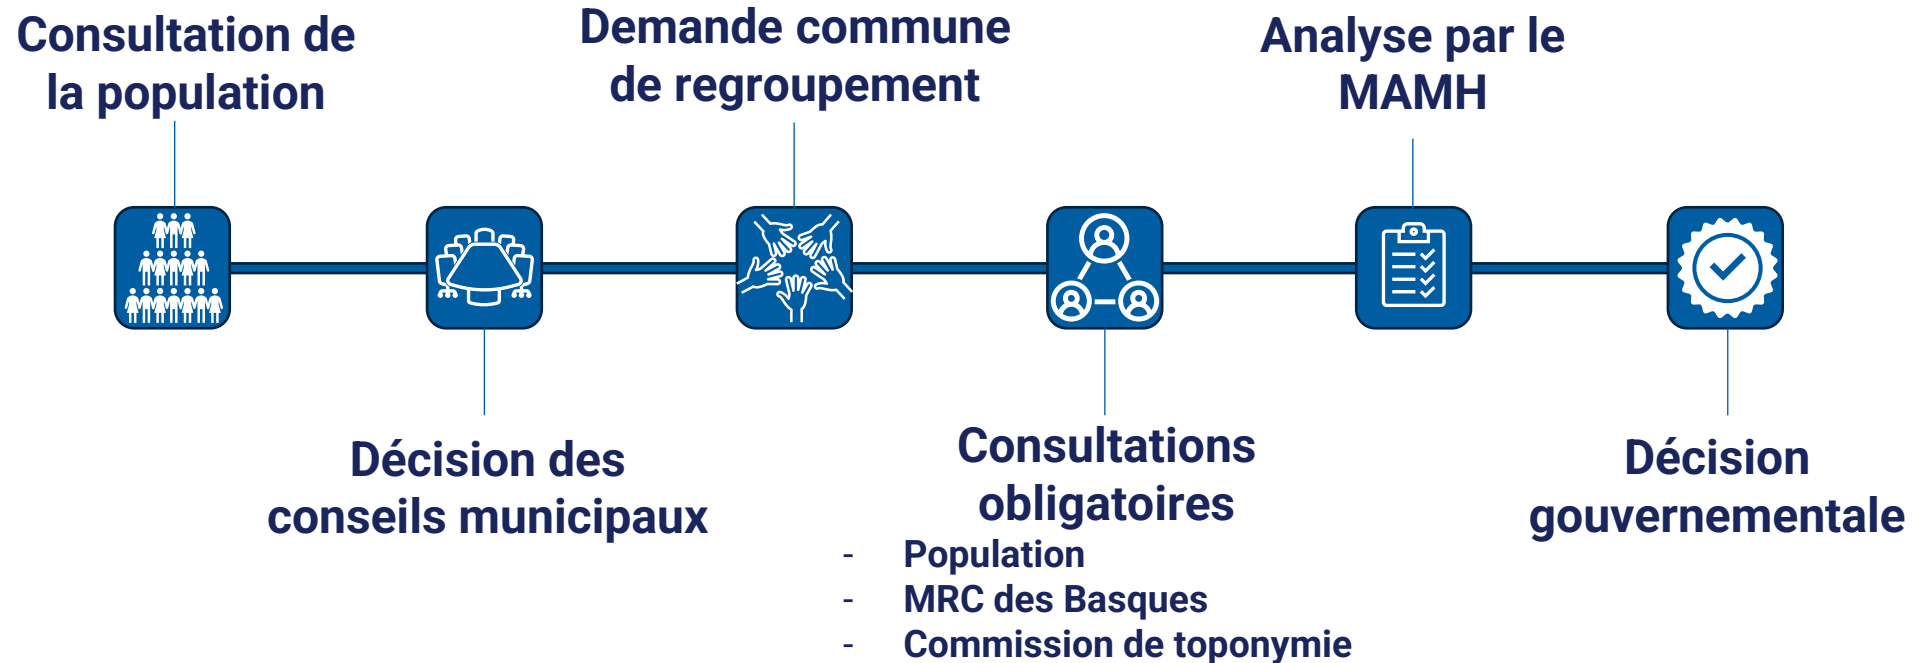 Consultation de
la population
Décision des
conseils municipaux
Demande commune
de regroupement
Consultations
obligatoires
- Population
- MRC des Basques
- Commission de toponymie
Analyse par le
MAMH
Décision
gouvernementale